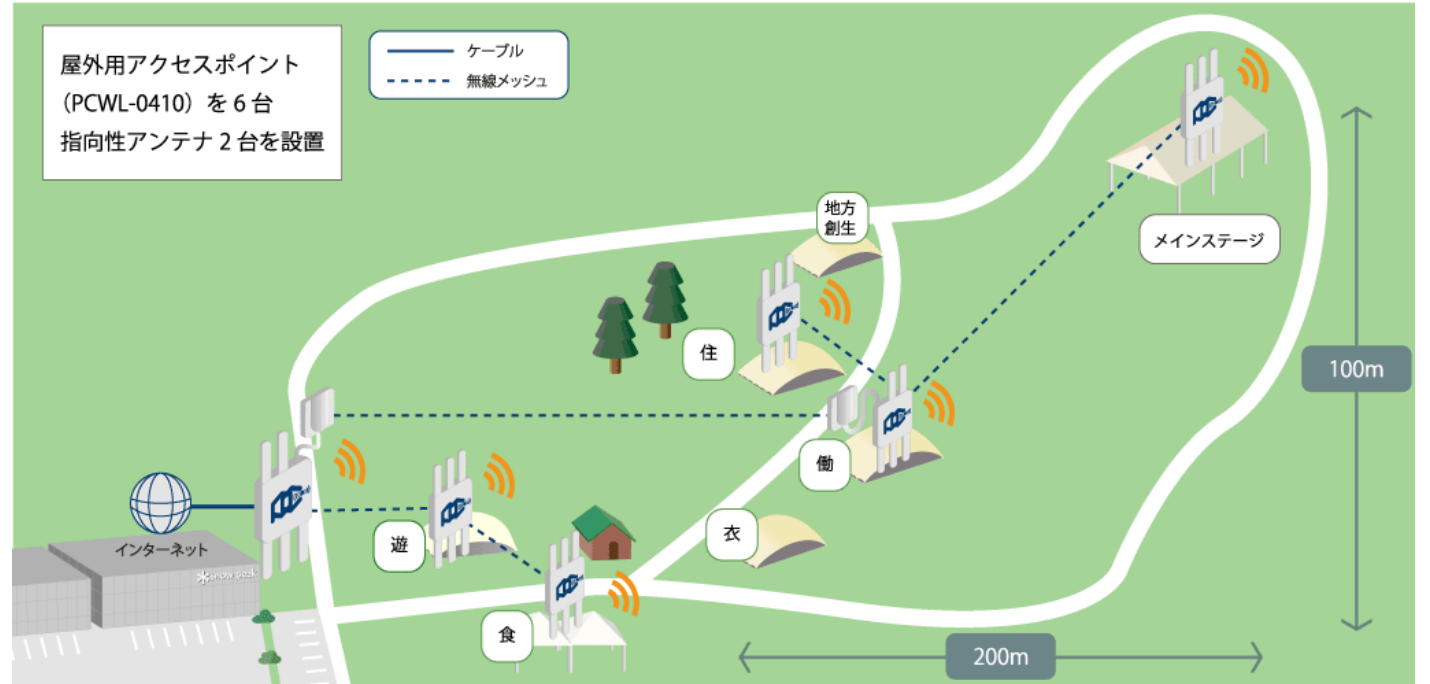 屋外用アクセスポイント
（PCWL-0410）を6台
指向性アンテナ2台を設置
ケーブル
無線メッシュ
地方
創生
メインステージ
住
100m
働
インターネット
遊
衣
snow peak
食
200m